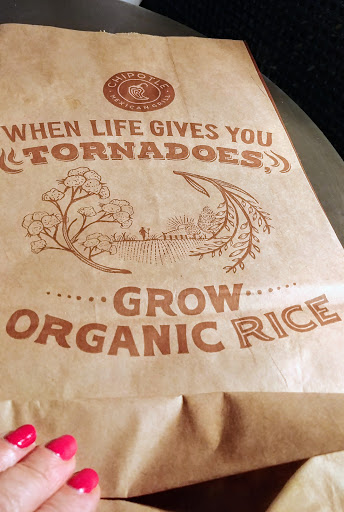 CHIPOTLE
MEXICAN GRILL
WHEN LIFE GIVES YOU
TORNADOES,
GROW
ORGANIC RICE